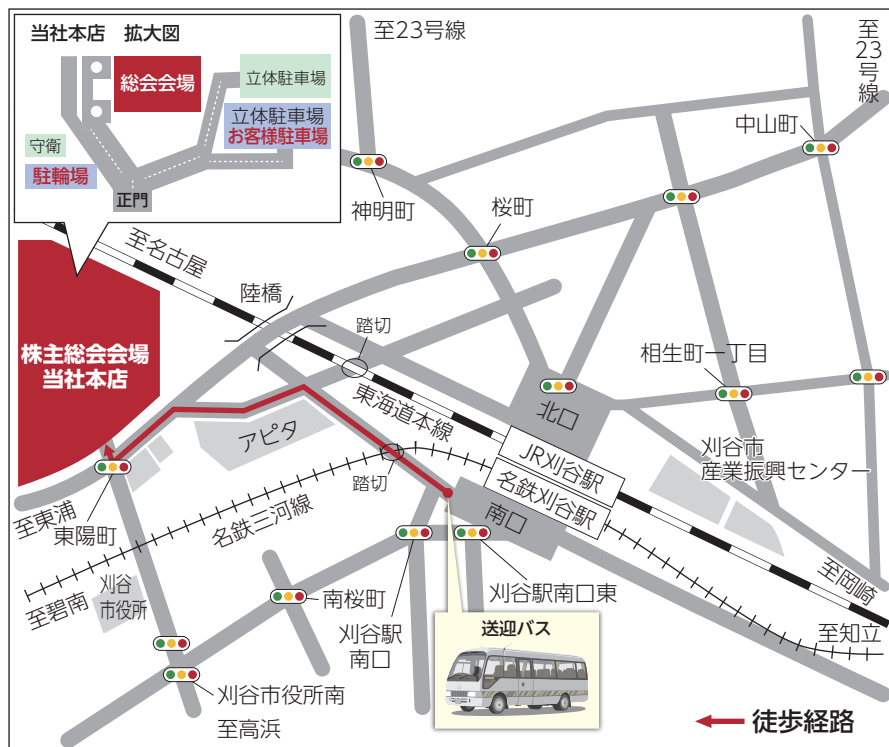 当社本店 拡大図
総会会場
立体駐車場
立体駐車場
お客様駐車場
守衛
駐輪場
正門
至23号線
至23号線
中山町
神明町
桜町
至名古屋
陸橋
踏切
株主総会会場
当社本店
相生町一丁目
東海道本線
北口
アピタ
JR刈谷駅
刈谷市
産業振興センター
踏切
名鉄刈谷駅
南口
至東浦
東陽町
名鉄三河線
至碧南
刈谷
市役所
南桜町
刈谷駅
南口
刈谷駅南口東
至岡崎
至知立
送迎バス
刈谷市役所南
至高浜
徒歩経路